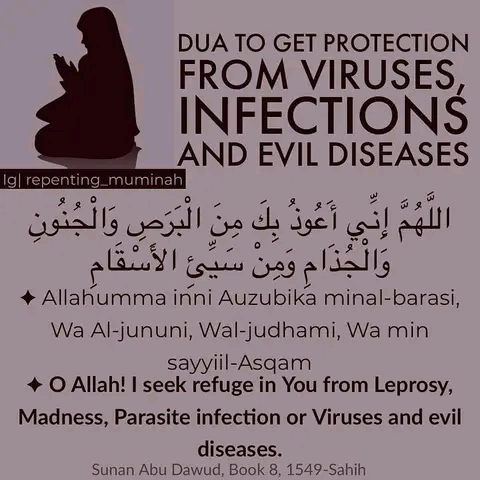 DUA TO GET PROTECTION
FROM VIRUSES,
INFECTIONS
AND EVIL DISEASES
Ig| repenting_muminah
اللَّهُمَّ إِنِّي أَعُوذُ بِكَ مِنَ الْبَرَصِ وَالْجُنُونِ
وَالْجُذَامِ وَمِنْ سَيِّئِ الأَسْقَامِ
✦ Allahumma inni Auzubika minal-barasi,
Wa Al-jununi, Wal-judhami, Wa min
sayyiil-Asqam
✦ O Allah! I seek refuge in You from Leprosy,
Madness, Parasite infection or Viruses and evil
diseases.
Sunan Abu Dawud, Book 8, 1549-Sahih